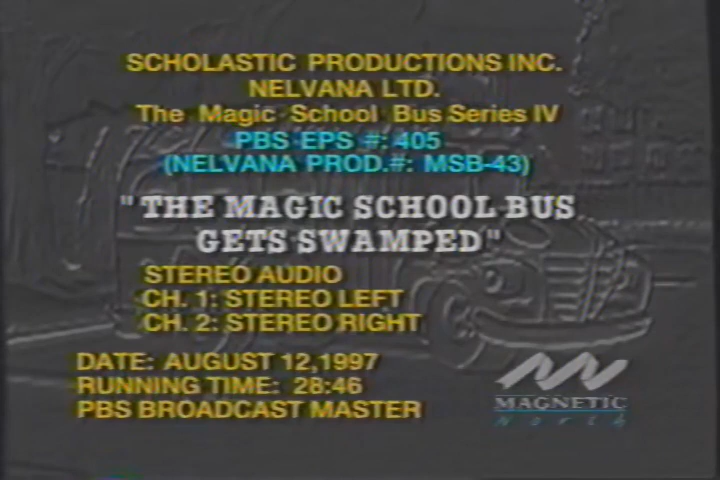 SCHOLASTIC PRODUCTIONS INC.
NELVANA LTD.
The Magic School Bus Series IV
PBS EPS #: 405
(NELVANA PROD.#: MSB-43)
"THE MAGIC SCHOOL BUS
GETS SWAMPED"
STEREO AUDIO
CH. 1: STEREO LEFT
CH. 2: STEREO RIGHT
DATE: AUGUST 12,1997
RUNNING TIME: 28:46
PBS BROADCAST MASTER
MAGNETIC
North